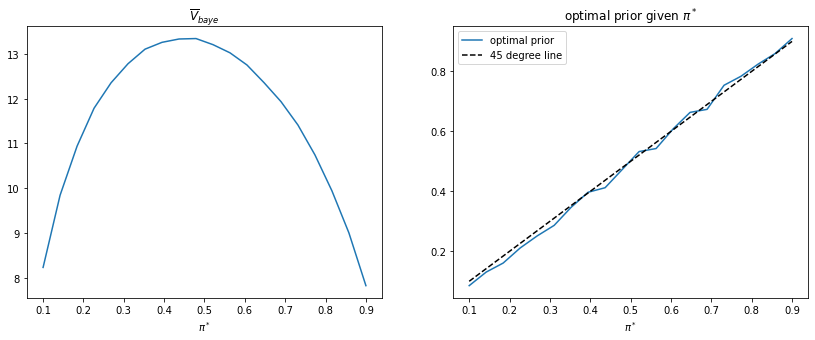 V̅_baye
13
12
11
10
9
8
0.1 0.2 0.3 0.4 0.5 0.6 0.7 0.8 0.9
π*
optimal prior given π*
optimal prior
45 degree line
0.8
0.6
0.4
0.2
0.1 0.2 0.3 0.4 0.5 0.6 0.7 0.8 0.9
π*